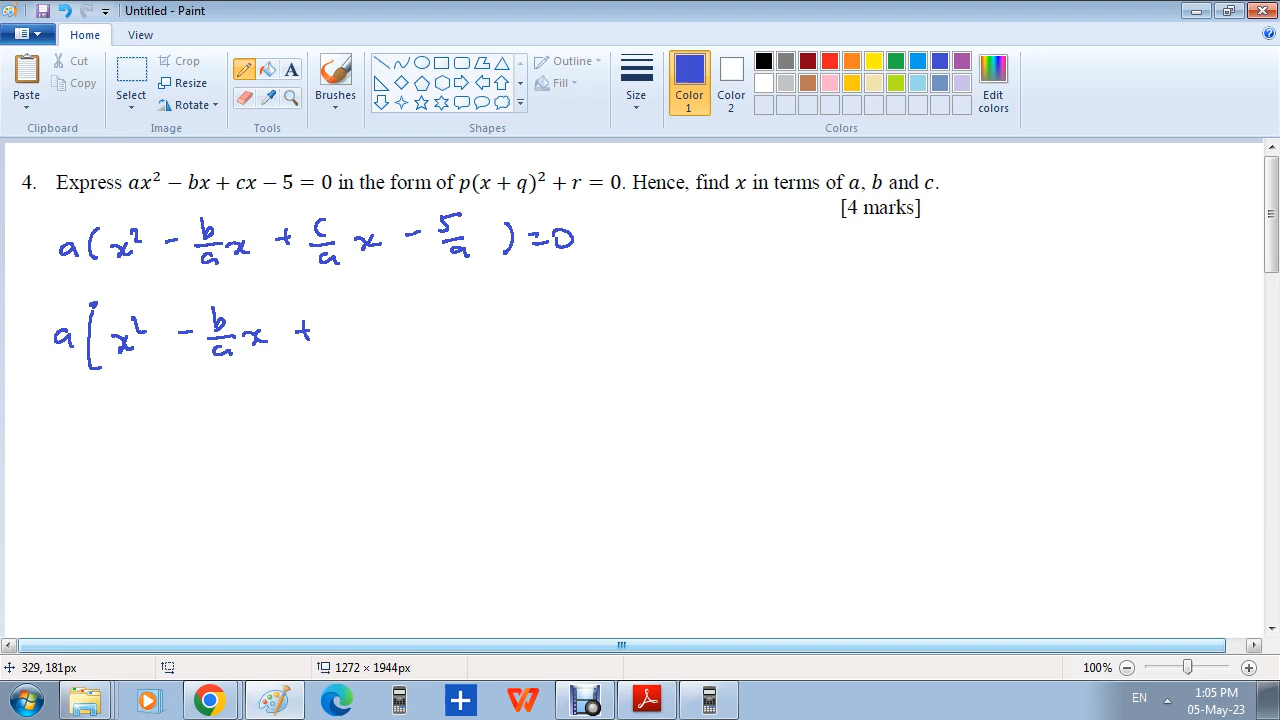 Untitled - Paint
Home View
Paste
Cut
Copy
Clipboard
Select
Crop
Resize
Rotate
Image
A
Tools
Brushes
Outline
Fill
Shapes
Size
Color 1
Color 2
Edit colors
Colors
4. Express ax² − bx + cx − 5 = 0 in the form of p(x + q)² + r = 0. Hence, find x in terms of a, b and c.
[4 marks]
a(x² − b/a x + c/a x − 5/a) = 0
a[x² − b/a x +
329, 181px 1272 × 1944px 100%
W EN 1:05 PM
05-May-23